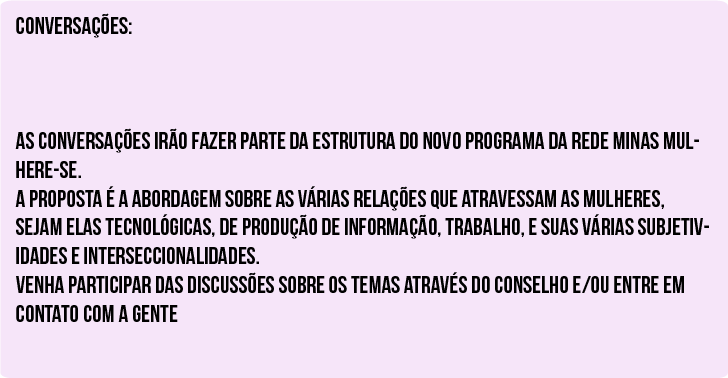 CONVERSAÇÕES:
AS CONVERSAÇÕES IRÃO FAZER PARTE DA ESTRUTURA DO NOVO PROGRAMA DA REDE MINAS MUL-
HERE-SE.
A PROPOSTA É A ABORDAGEM SOBRE AS VÁRIAS RELAÇÕES QUE ATRAVESSAM AS MULHERES,
SEJAM ELAS TECNOLÓGICAS, DE PRODUÇÃO DE INFORMAÇÃO, TRABALHO, E SUAS VÁRIAS SUBJETIV-
IDADES E INTERSECCIONALIDADES.
VENHA PARTICIPAR DAS DISCUSSÕES SOBRE OS TEMAS ATRAVÉS DO CONSELHO E/OU ENTRE EM
CONTATO COM A GENTE